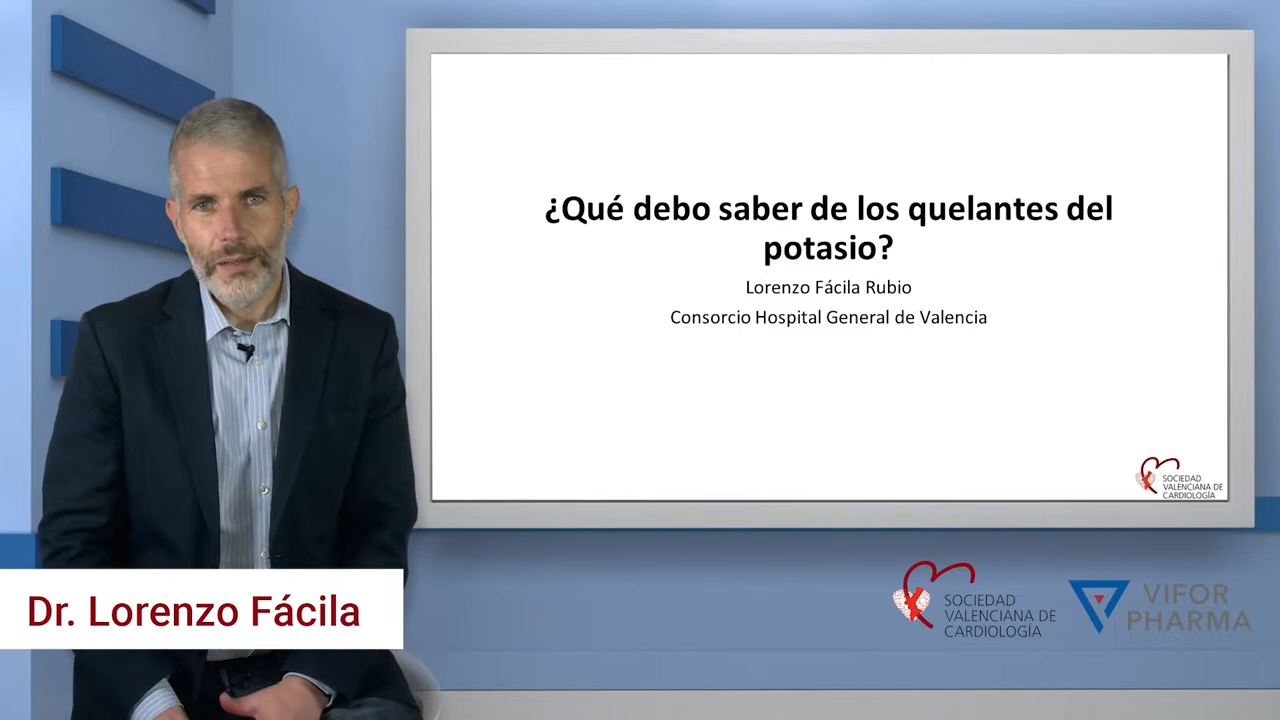 ¿Qué debo saber de los quelantes del
potasio?
Lorenzo Fácila Rubio
Consorcio Hospital General de Valencia
SOCIEDAD
VALENCIANA DE
CARDIOLOGÍA
Dr. Lorenzo Fácila
SOCIEDAD
VALENCIANA DE
CARDIOLOGÍA
VIFOR
PHARMA